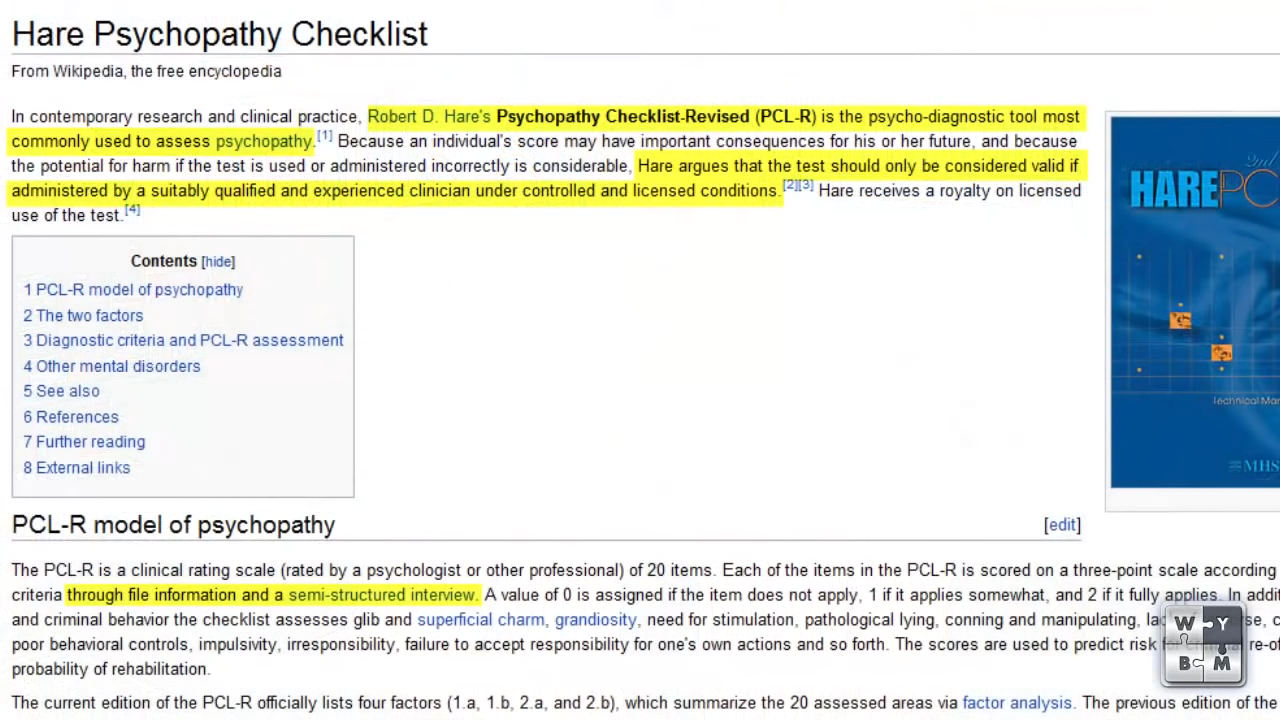 Hare Psychopathy Checklist
From Wikipedia, the free encyclopedia
In contemporary research and clinical practice, Robert D. Hare's Psychopathy Checklist-Revised (PCL-R) is the psycho-diagnostic tool most
commonly used to assess psychopathy.[1] Because an individual's score may have important consequences for his or her future, and because
the potential for harm if the test is used or administered incorrectly is considerable, Hare argues that the test should only be considered valid if
administered by a suitably qualified and experienced clinician under controlled and licensed conditions.[2][3] Hare receives a royalty on licensed
use of the test.[4]
2nd
HARE PC
Technical Ma
MHS
Contents [hide]
1 PCL-R model of psychopathy
2 The two factors
3 Diagnostic criteria and PCL-R assessment
4 Other mental disorders
5 See also
6 References
7 Further reading
8 External links
PCL-R model of psychopathy [edit]
The PCL-R is a clinical rating scale (rated by a psychologist or other professional) of 20 items. Each of the items in the PCL-R is scored on a three-point scale according
criteria through file information and a semi-structured interview. A value of 0 is assigned if the item does not apply, 1 if it applies somewhat, and 2 if it fully applies. In addi
and criminal behavior the checklist assesses glib and superficial charm, grandiosity, need for stimulation, pathological lying, conning and manipulating,
poor behavioral controls, impulsivity, irresponsibility, failure to accept responsibility for one's own actions and so forth. The scores are used to predict risk
probability of rehabilitation.
The current edition of the PCL-R officially lists four factors (1.a, 1.b, 2.a, and 2.b), which summarize the 20 assessed areas via factor analysis. The previous edition of the
W Y
B M